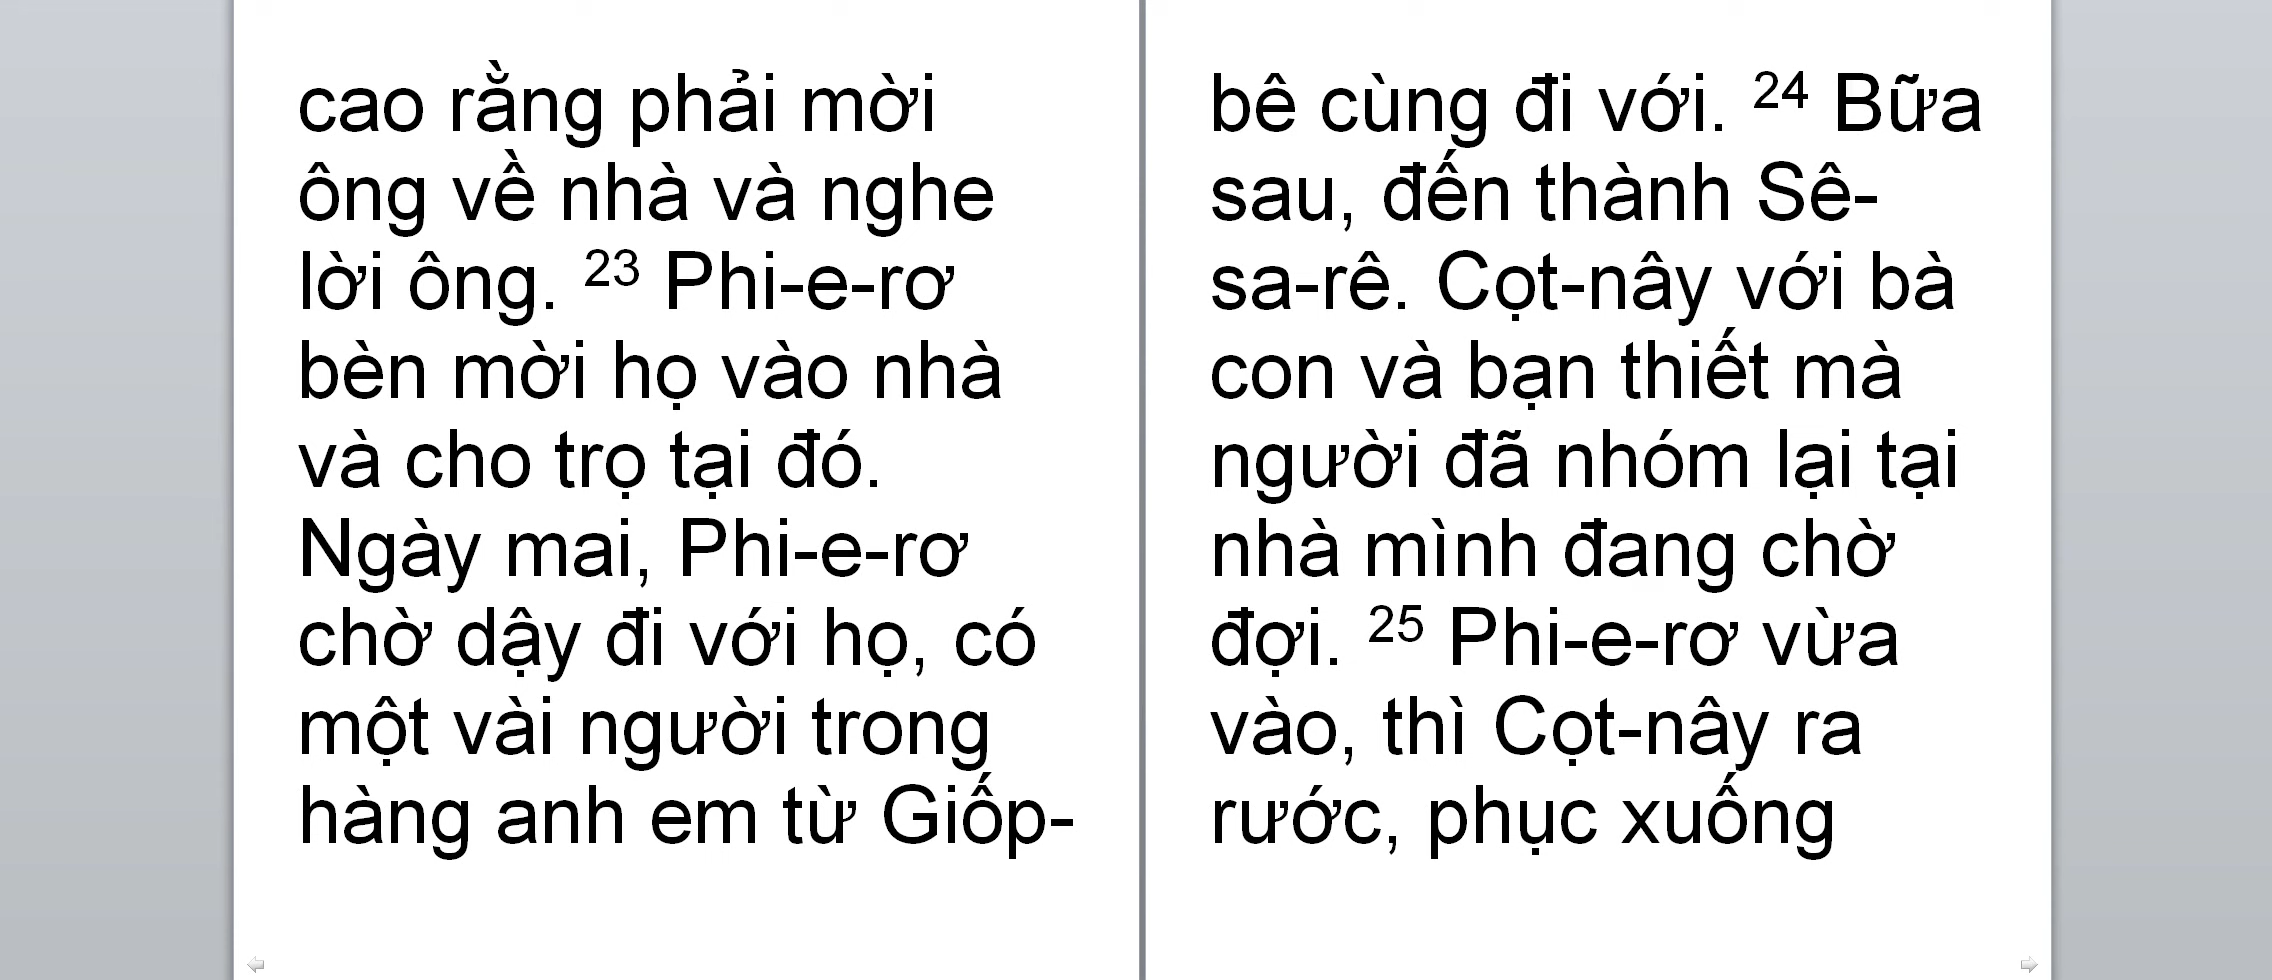 cao rằng phải mời
ông về nhà và nghe
lời ông. 23 Phi-e-rơ
bèn mời họ vào nhà
và cho trọ tại đó.
Ngày mai, Phi-e-rơ
chờ dậy đi với họ, có
một vài người trong
hàng anh em từ Giốp-
bê cùng đi với. 24 Bữa
sau, đến thành Sê-
sa-rê. Cọt-nây với bà
con và bạn thiết mà
người đã nhóm lại tại
nhà mình đang chờ
đợi. 25 Phi-e-rơ vừa
vào, thì Cọt-nây ra
rước, phục xuống